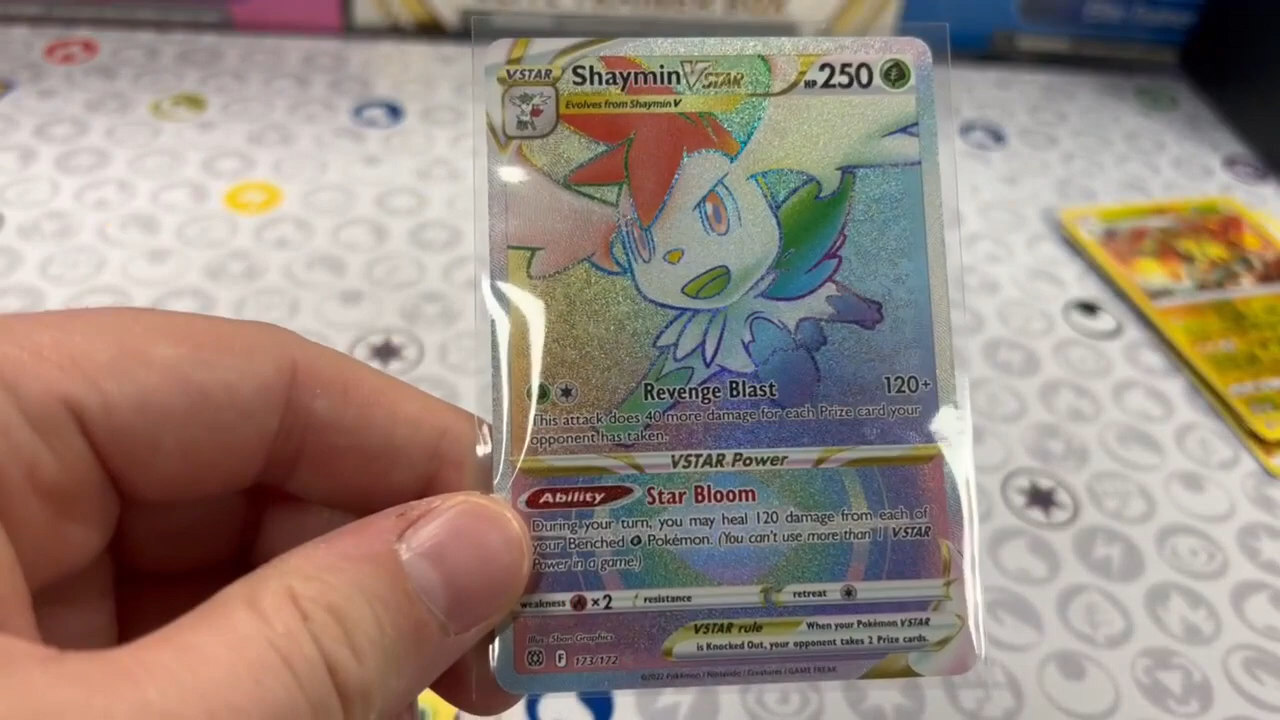 VSTAR Shaymin VSTAR HP 250
Evolves from Shaymin V
Revenge Blast 120+
This attack does 40 more damage for each Prize card your
opponent has taken.
VSTAR Power
Ability Star Bloom
During your turn, you may heal 120 damage from each of
your Benched Pokémon. (You can't use more than 1 VSTAR
Power in a game.)
weakness ×2 resistance retreat
VSTAR rule When your Pokémon VSTAR
is Knocked Out, your opponent takes 2 Prize cards.
Illus. 5ban Graphics
F 173/172
©2022 Pokémon / Nintendo / Creatures / GAME FREAK